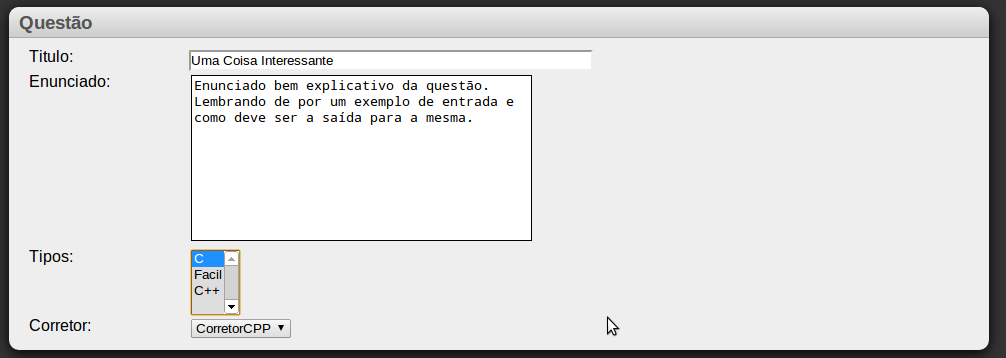 Questão
Titulo:
Uma Coisa Interessante
Enunciado:
Enunciado bem explicativo da questão.
Lembrando de por um exemplo de entrada e
como deve ser a saída para a mesma.
Tipos:
C
Facil
C++
Corretor:
CorretorCPP